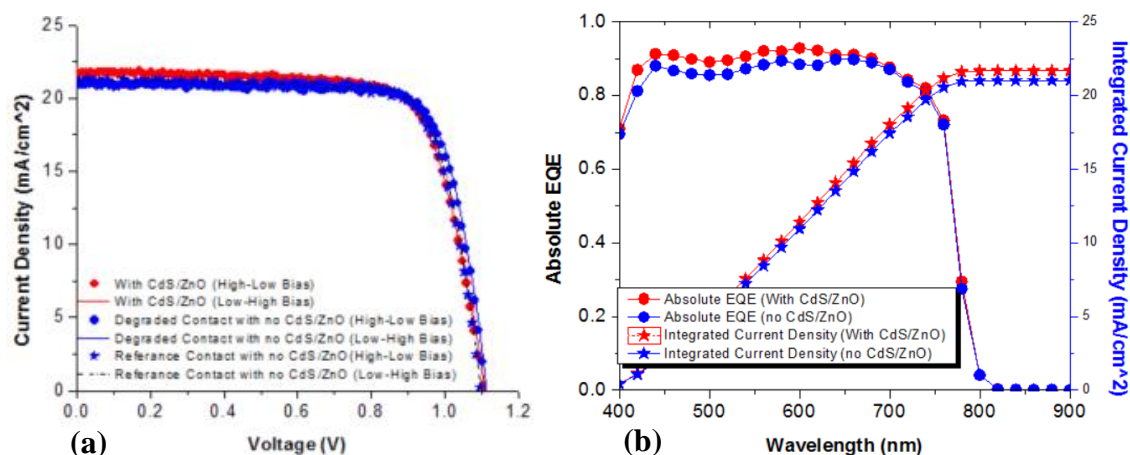 Current Density (mA/cm^2)
25
20
15
10
5
0
0.0 0.2 0.4 0.6 0.8 1.0 1.2
Voltage (V)
With CdS/ZnO (High-Low Bias)
With CdS/ZnO (Low-High Bias)
Degraded Contact with no CdS/ZnO (High-Low Bias)
Degraded Contact with no CdS/ZnO (Low-High Bias)
Referance Contact with no CdS/ZnO (High-Low Bias)
Referance Contact with no CdS/ZnO (Low-High Bias)
(a)
Absolute EQE
1.0
0.8
0.6
0.4
0.2
0.0
400 500 600 700 800 900
Wavelength (nm)
Absolute EQE (With CdS/ZnO)
Absolute EQE (no CdS/ZnO)
Integrated Current Density (With CdS/ZnO)
Integrated Current Density (no CdS/ZnO)
25
20
15
10
5
0
Integrated Current Density (mA/cm^2)
(b)